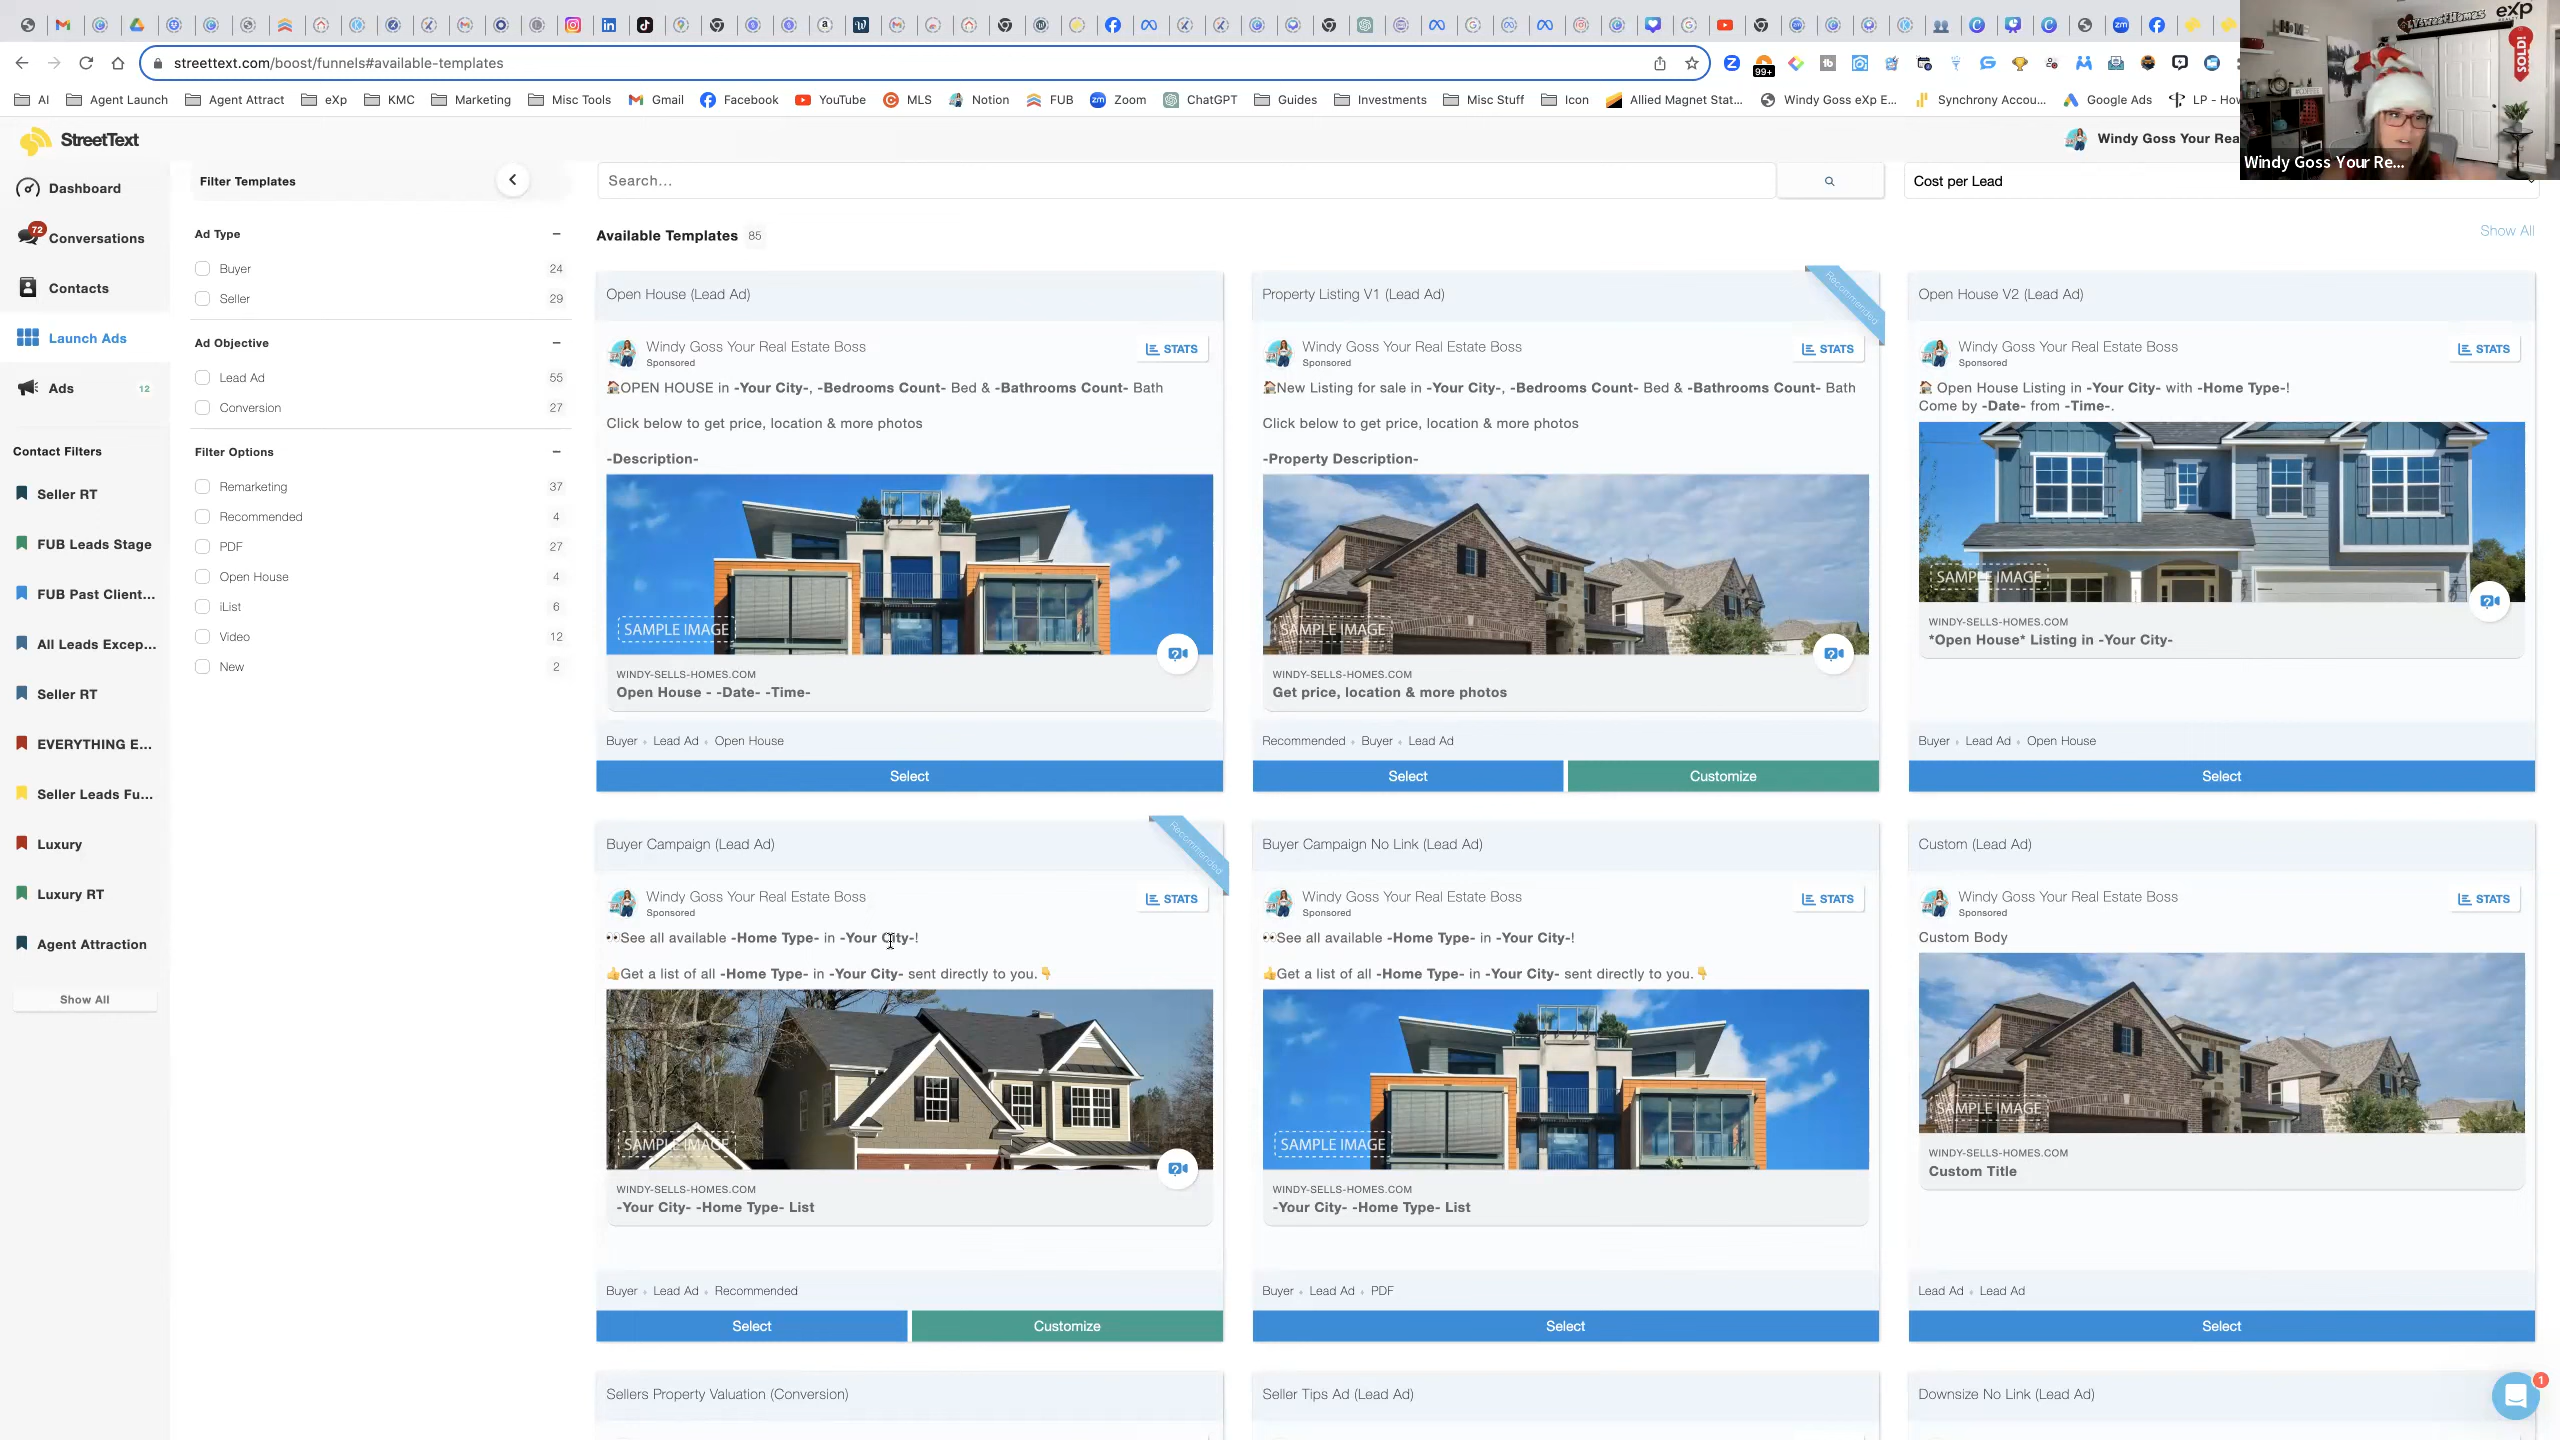 streettext.com/boost/funnels#available-templates
99+
AI
Agent Launch
Agent Attract
eXp
KMC
Marketing
Misc Tools
Gmail
Facebook
YouTube
MLS
Notion
FUB
Zoom
ChatGPT
Guides
Investments
Misc Stuff
Icon
Allied Magnet Stat...
Windy Goss eXp E...
Synchrony Accou...
Google Ads
LP - Hov
eXp
SOLD!
Windy Goss Your Re...
StreetText
Windy Goss Your Rea
Dashboard
72
Conversations
Contacts
Launch Ads
Ads
12
Contact Filters
Seller RT
FUB Leads Stage
FUB Past Client...
All Leads Excep...
Seller RT
EVERYTHING E...
Seller Leads Fu...
Luxury
Luxury RT
Agent Attraction
Show All
Filter Templates
Ad Type
Buyer 24
Seller 29
Ad Objective
Lead Ad 55
Conversion 27
Filter Options
Remarketing 37
Recommended 4
PDF 27
Open House 4
iList 6
Video 12
New 2
Search...
Cost per Lead
Available Templates 85
Show All
Open House (Lead Ad)
Windy Goss Your Real Estate Boss
Sponsored
STATS
OPEN HOUSE in -Your City-, -Bedrooms Count- Bed & -Bathrooms Count- Bath
Click below to get price, location & more photos
-Description-
SAMPLE IMAGE
WINDY-SELLS-HOMES.COM
Open House - -Date- -Time-
Buyer • Lead Ad • Open House
Select
Property Listing V1 (Lead Ad)
Recommended
Windy Goss Your Real Estate Boss
Sponsored
STATS
New Listing for sale in -Your City-, -Bedrooms Count- Bed & -Bathrooms Count- Bath
Click below to get price, location & more photos
-Property Description-
SAMPLE IMAGE
WINDY-SELLS-HOMES.COM
Get price, location & more photos
Recommended • Buyer • Lead Ad
Select
Customize
Open House V2 (Lead Ad)
Windy Goss Your Real Estate Boss
Sponsored
STATS
Open House Listing in -Your City- with -Home Type-!
Come by -Date- from -Time-.
SAMPLE IMAGE
WINDY-SELLS-HOMES.COM
*Open House* Listing in -Your City-
Buyer • Lead Ad • Open House
Select
Buyer Campaign (Lead Ad)
Recommended
Windy Goss Your Real Estate Boss
Sponsored
STATS
👀See all available -Home Type- in -Your City-!
👍Get a list of all -Home Type- in -Your City- sent directly to you.👇
SAMPLE IMAGE
WINDY-SELLS-HOMES.COM
-Your City- -Home Type- List
Buyer • Lead Ad • Recommended
Select
Customize
Buyer Campaign No Link (Lead Ad)
Windy Goss Your Real Estate Boss
Sponsored
STATS
👀See all available -Home Type- in -Your City-!
👍Get a list of all -Home Type- in -Your City- sent directly to you.👇
SAMPLE IMAGE
WINDY-SELLS-HOMES.COM
-Your City- -Home Type- List
Buyer • Lead Ad • PDF
Select
Custom (Lead Ad)
Windy Goss Your Real Estate Boss
Sponsored
STATS
Custom Body
SAMPLE IMAGE
WINDY-SELLS-HOMES.COM
Custom Title
Lead Ad • Lead Ad
Select
Sellers Property Valuation (Conversion)
Seller Tips Ad (Lead Ad)
Downsize No Link (Lead Ad)
1